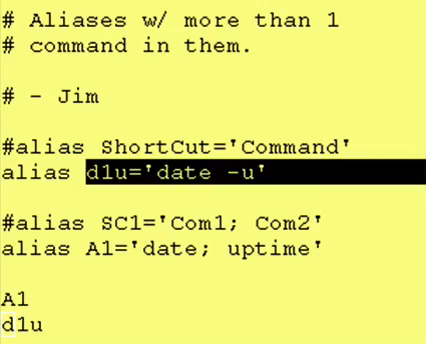 # Aliases w/ more than 1
# command in them.
# - Jim
#alias ShortCut='Command'
alias d1u='date -u'
#alias SC1='Com1; Com2'
alias A1='date; uptime'
A1
d1u